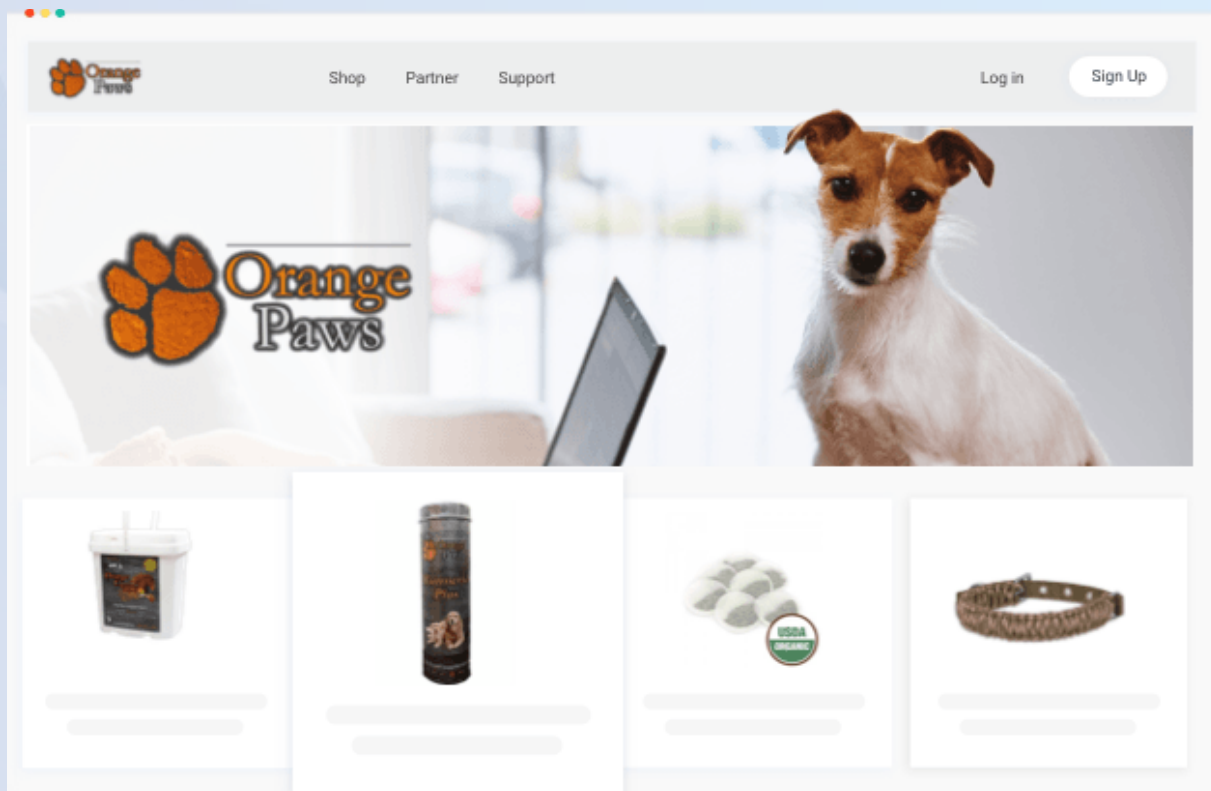 Orange
Paws
Shop
Partner
Support
Log in
Sign Up
Orange
Paws
USDA
ORGANIC